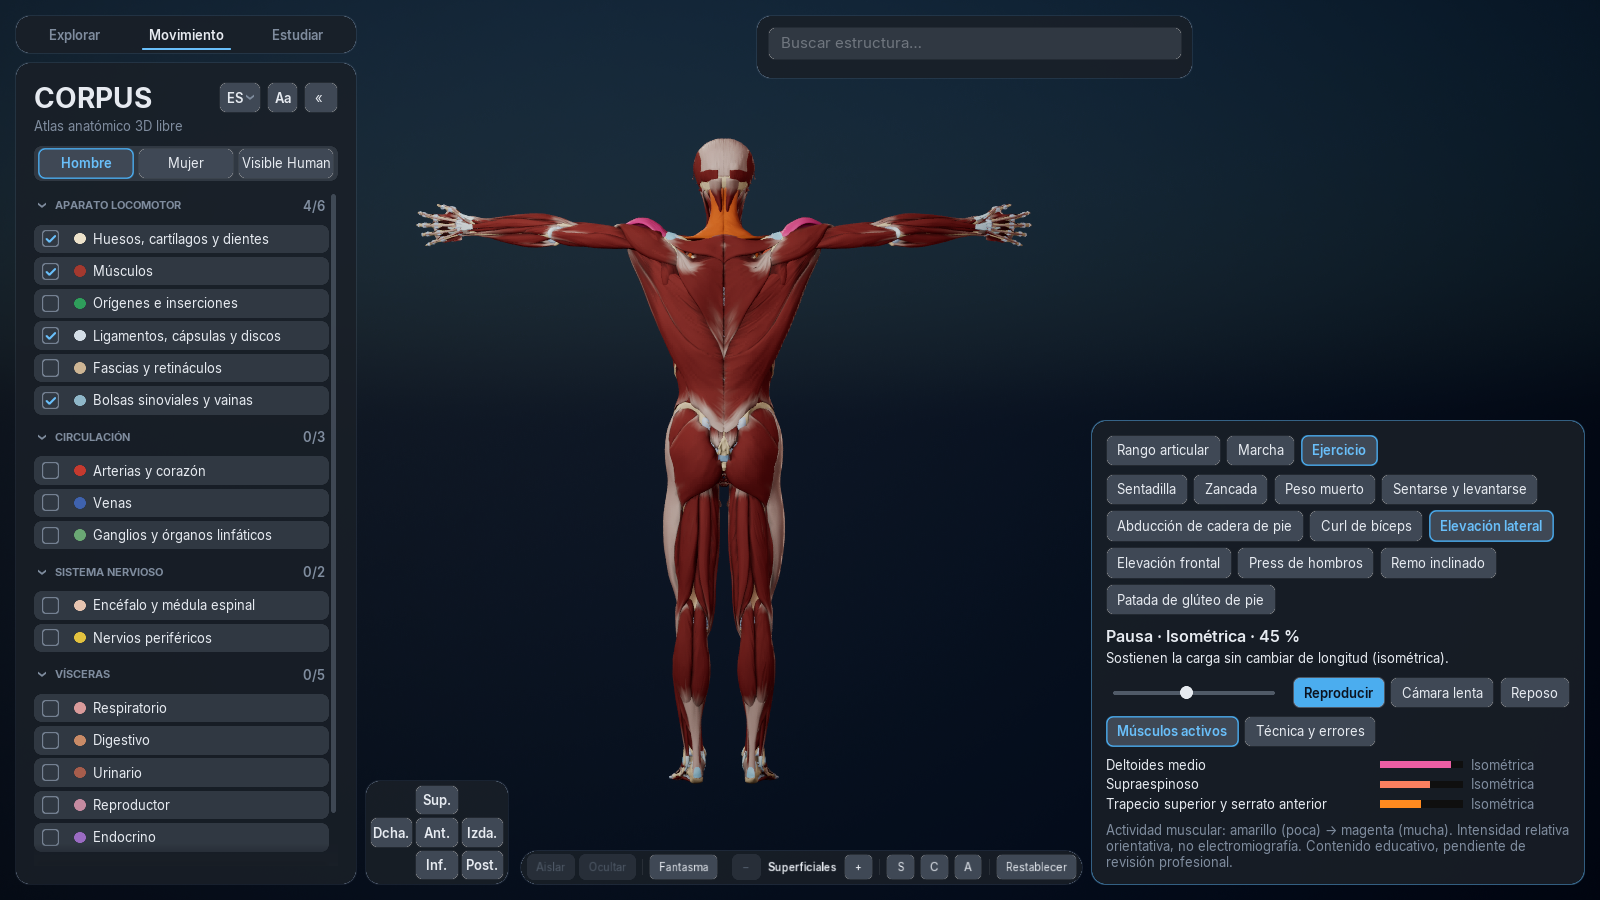 Explorar Movimiento Estudiar
Buscar estructura...
CORPUS ES Aa «
Atlas anatómico 3D libre
Hombre Mujer Visible Human
APARATO LOCOMOTOR 4/6
Huesos, cartílagos y dientes
Músculos
Orígenes e inserciones
Ligamentos, cápsulas y discos
Fascias y retináculos
Bolsas sinoviales y vainas
CIRCULACIÓN 0/3
Arterias y corazón
Venas
Ganglios y órganos linfáticos
SISTEMA NERVIOSO 0/2
Encéfalo y médula espinal
Nervios periféricos
VÍSCERAS 0/5
Respiratorio
Digestivo
Urinario
Reproductor
Endocrino
Sup.
Dcha. Ant. Izda.
Inf. Post.
Aislar Ocultar Fantasma − Superficiales + S C A Restablecer
Rango articular Marcha Ejercicio
Sentadilla Zancada Peso muerto Sentarse y levantarse
Abducción de cadera de pie Curl de bíceps Elevación lateral
Elevación frontal Press de hombros Remo inclinado
Patada de glúteo de pie
Pausa · Isométrica · 45 %
Sostienen la carga sin cambiar de longitud (isométrica).
Reproducir Cámara lenta Reposo
Músculos activos Técnica y errores
Deltoides medio Isométrica
Supraespinoso Isométrica
Trapecio superior y serrato anterior Isométrica
Actividad muscular: amarillo (poca) → magenta (mucha). Intensidad relativa
orientativa, no electromiografía. Contenido educativo, pendiente de
revisión profesional.